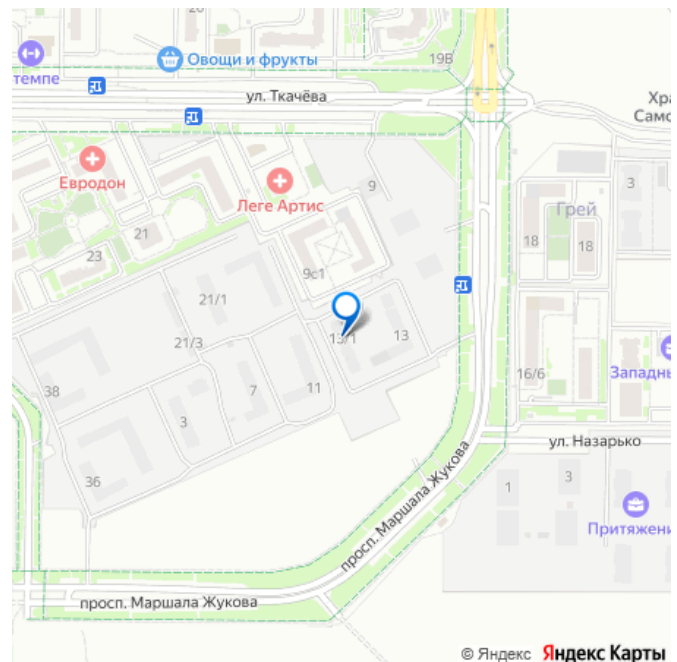 20
19В
Овощи и фрукты
темпе
ул. Ткачёва
Хра
Само
Евродон
Леге Артис
9
3
Грей
21
18
18
23
9с1
21/1
13/1
13
21/3
16/6
Западны
38
7
11
3
ул. Назарько
просп. Маршала Жукова
36
1
3
Притяжени
просп. Маршала Жукова
© Яндекс Яндекс Карты